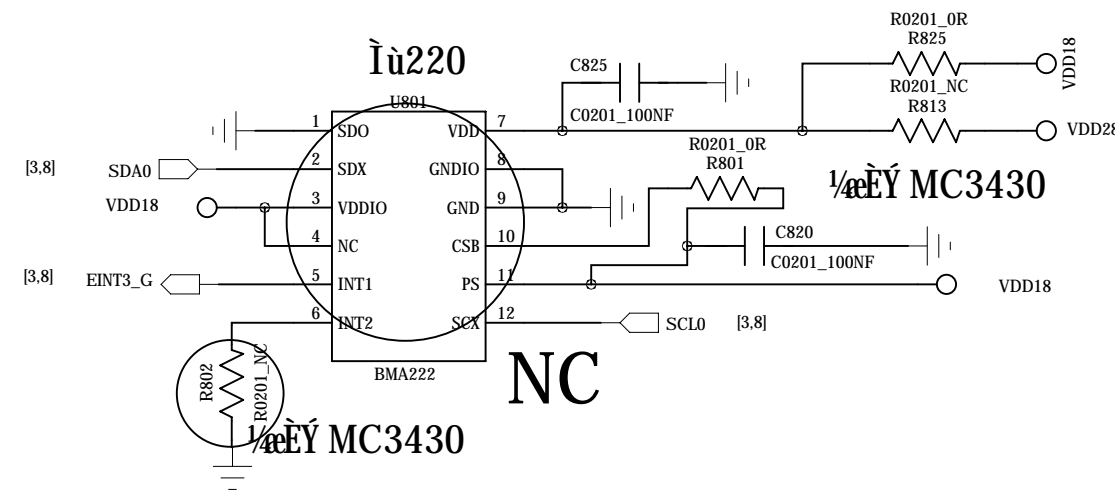 R0201_0R
R825
VDD18
Ìù220
C825
C0201_100NF
R0201_NC
R813
VDD28
U801
1 SDO VDD 7
[3,8] SDA0 2 SDX GNDIO 8
R0201_0R
R801
¼æÈÝ MC3430
VDD18 3 VDDIO GND 9
4 NC CSB 10
C820
C0201_100NF
[3,8] EINT3_G 5 INT1 PS 11 VDD18
6 INT2 SCX 12 SCL0 [3,8]
BMA222
NC
R802
R0201_NC
¼æÈÝ MC3430